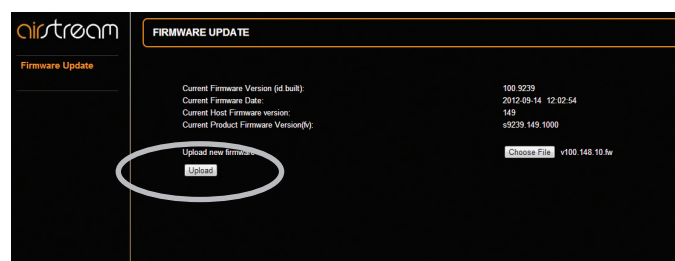 airstream
FIRMWARE UPDATE
Firmware Update
Current Firmware Version (id.built): 100.9239
Current Firmware Date: 2012-09-14 12:02:54
Current Host Firmware version: 149
Current Product Firmware Version(fv): s9239.149.1000
Upload new firmware Choose File v100.148.10.fw
Upload